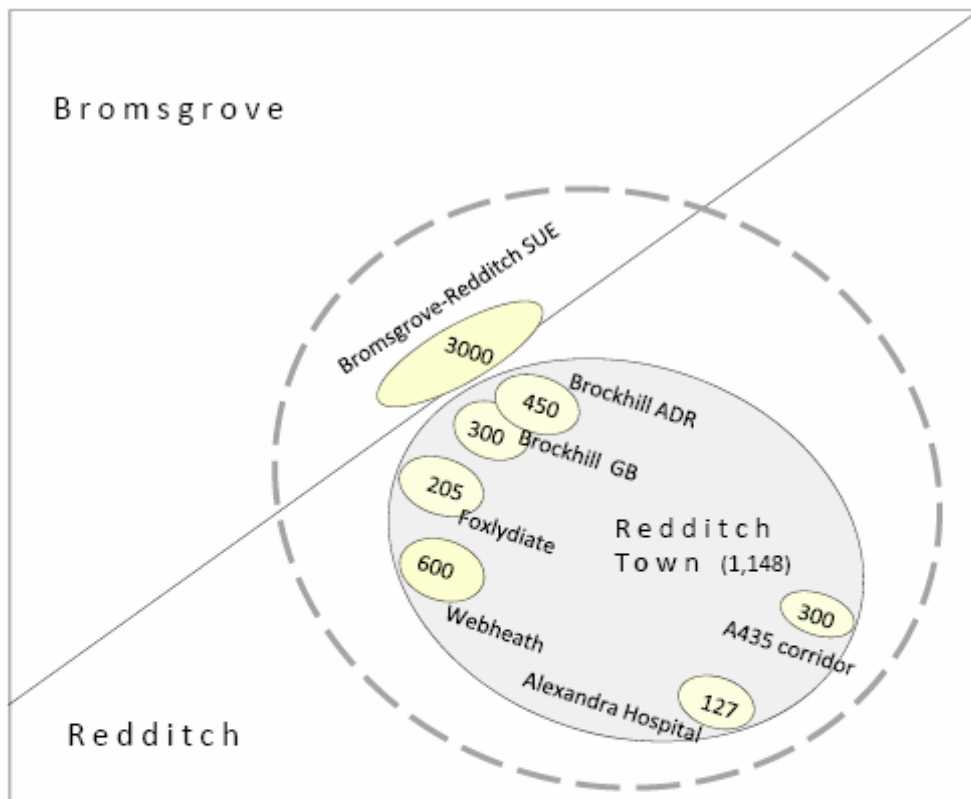 Bromsgrove
Bromsgrove-Redditch SUE
3000
Brockhill ADR
450
300
Brockhill GB
205
Foxlydiate
Redditch
Town (1,148)
600
Webheath
300
A435 corridor
Alexandra Hospital
127
Redditch